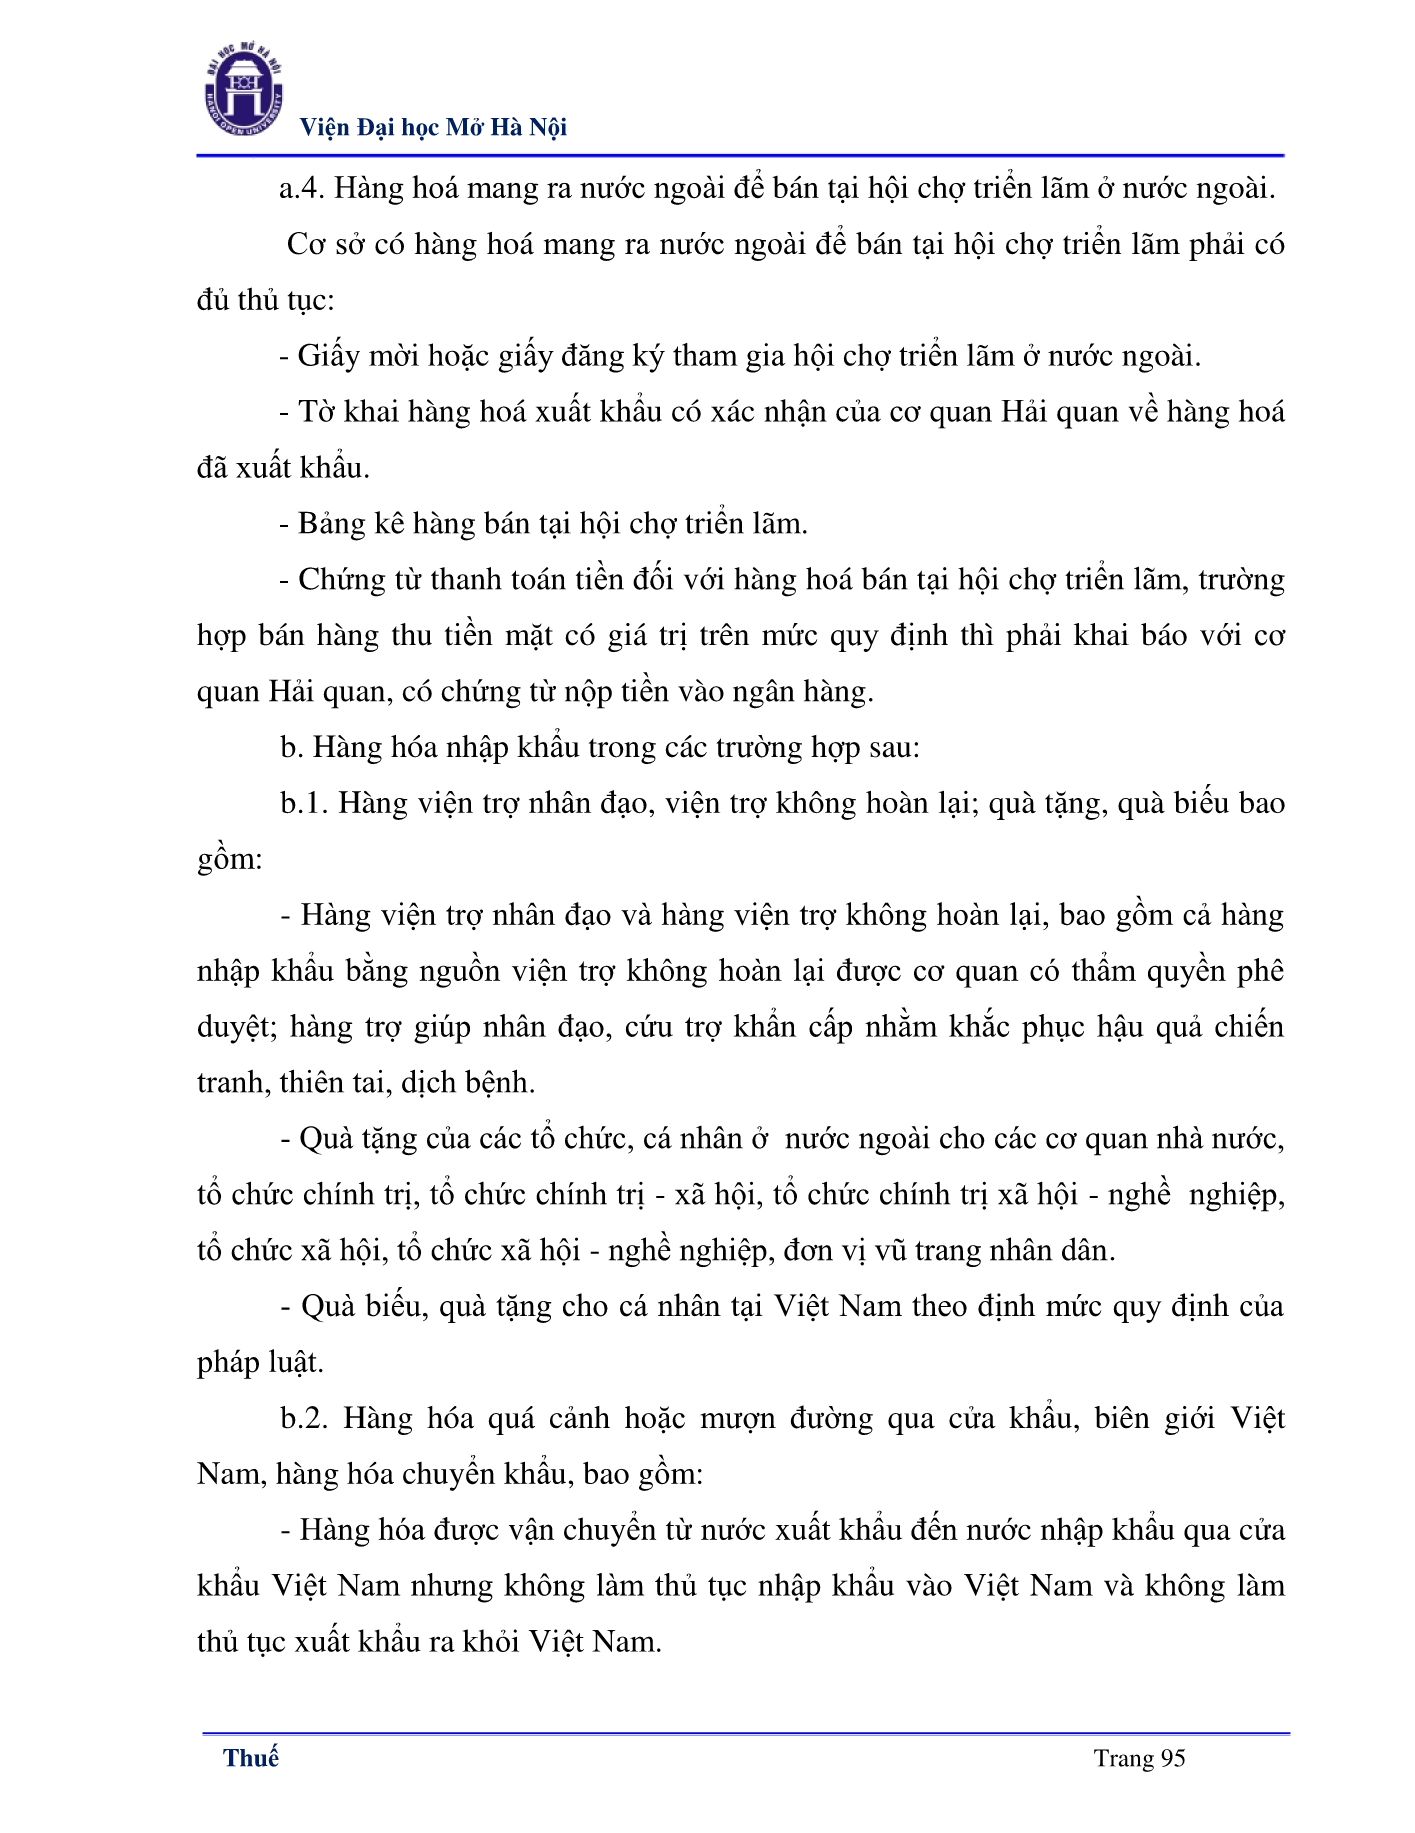 ĐẠI HỌC MỞ HÀ NỘI
HANOI OPEN UNIVERSITY
Viện Đại học Mở Hà Nội
a.4. Hàng hoá mang ra nước ngoài để bán tại hội chợ triển lãm ở nước ngoài.
Cơ sở có hàng hoá mang ra nước ngoài để bán tại hội chợ triển lãm phải có
đủ thủ tục:
- Giấy mời hoặc giấy đăng ký tham gia hội chợ triển lãm ở nước ngoài.
- Tờ khai hàng hoá xuất khẩu có xác nhận của cơ quan Hải quan về hàng hoá
đã xuất khẩu.
- Bảng kê hàng bán tại hội chợ triển lãm.
- Chứng từ thanh toán tiền đối với hàng hoá bán tại hội chợ triển lãm, trường
hợp bán hàng thu tiền mặt có giá trị trên mức quy định thì phải khai báo với cơ
quan Hải quan, có chứng từ nộp tiền vào ngân hàng.
b. Hàng hóa nhập khẩu trong các trường hợp sau:
b.1. Hàng viện trợ nhân đạo, viện trợ không hoàn lại; quà tặng, quà biếu bao
gồm:
- Hàng viện trợ nhân đạo và hàng viện trợ không hoàn lại, bao gồm cả hàng
nhập khẩu bằng nguồn viện trợ không hoàn lại được cơ quan có thẩm quyền phê
duyệt; hàng trợ giúp nhân đạo, cứu trợ khẩn cấp nhằm khắc phục hậu quả chiến
tranh, thiên tai, dịch bệnh.
- Quà tặng của các tổ chức, cá nhân ở  nước ngoài cho các cơ quan nhà nước,
tổ chức chính trị, tổ chức chính trị - xã hội, tổ chức chính trị xã hội - nghề  nghiệp,
tổ chức xã hội, tổ chức xã hội - nghề nghiệp, đơn vị vũ trang nhân dân.
- Quà biếu, quà tặng cho cá nhân tại Việt Nam theo định mức quy định của
pháp luật.
b.2. Hàng hóa quá cảnh hoặc mượn đường qua cửa khẩu, biên giới Việt
Nam, hàng hóa chuyển khẩu, bao gồm:
- Hàng hóa được vận chuyển từ nước xuất khẩu đến nước nhập khẩu qua cửa
khẩu Việt Nam nhưng không làm thủ tục nhập khẩu vào Việt Nam và không làm
thủ tục xuất khẩu ra khỏi Việt Nam.
Thuế
Trang 95